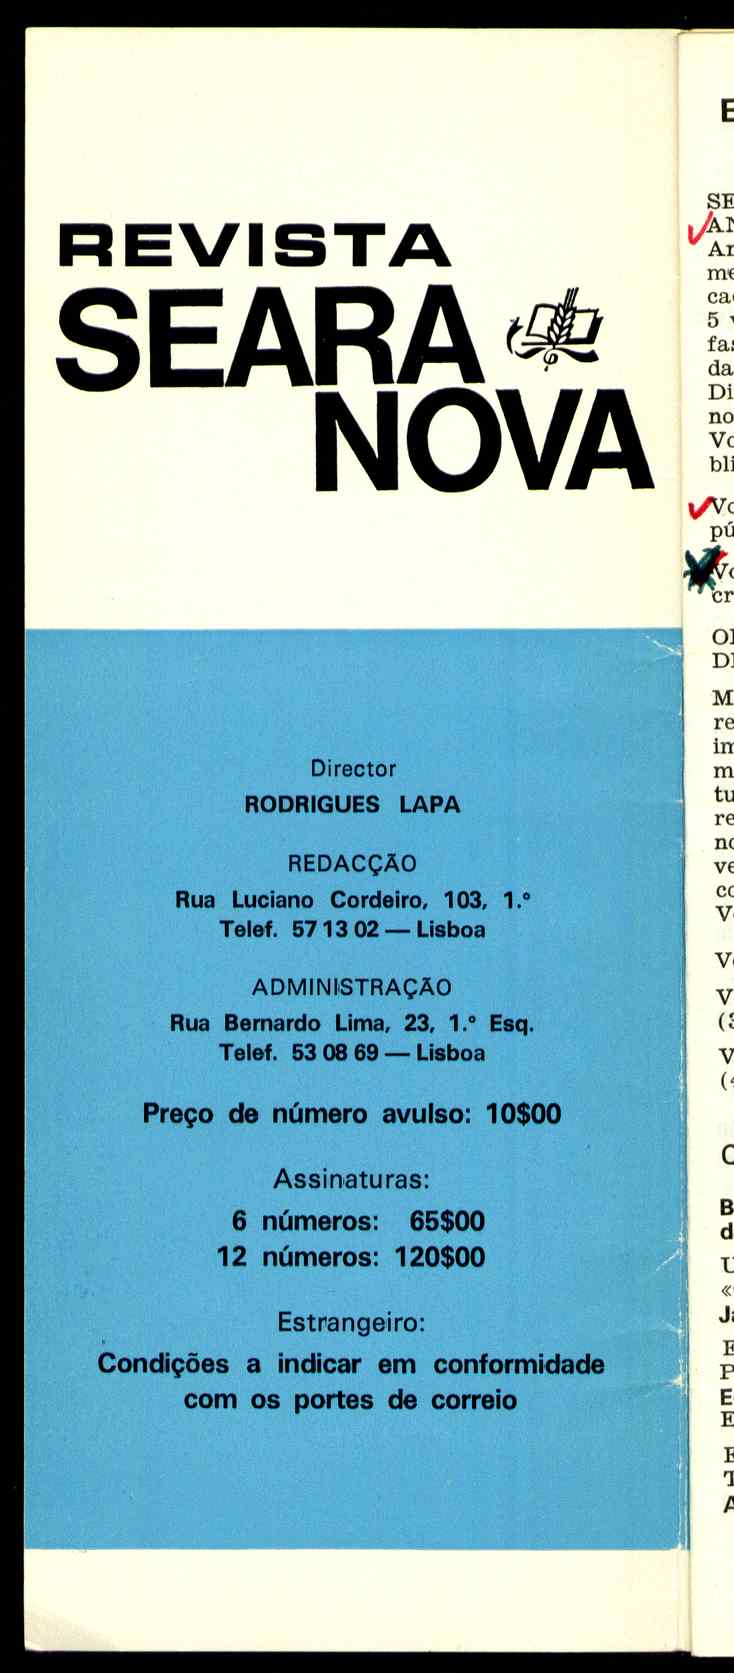 REVISTA
SEARA
NOVA
Director
RODRIGUES LAPA
REDACÇÃO
Rua Luciano Cordeiro, 103, 1.º
Telef. 57 13 02 — Lisboa
ADMINISTRAÇÃO
Rua Bernardo Lima, 23, 1.º Esq.
Telef. 53 08 69 — Lisboa
Preço de número avulso: 10$00
Assinaturas:
6 números: 65$00
12 números: 120$00
Estrangeiro:
Condições a indicar em conformidade
com os portes de correio